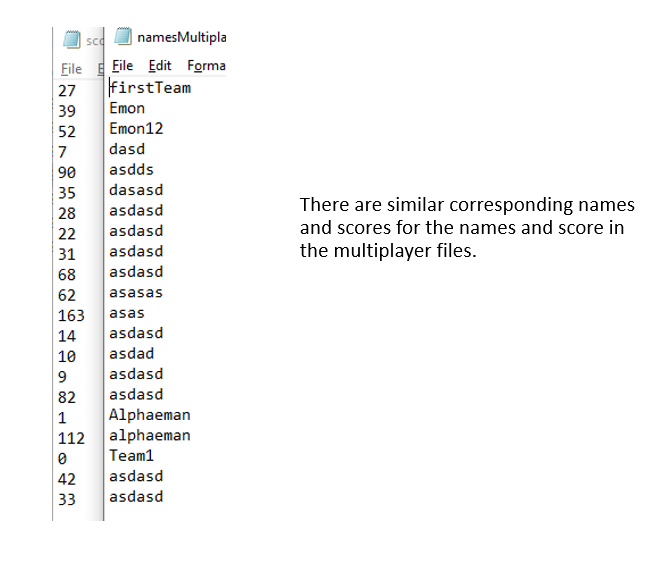 sco
namesMultipla
File E
File Edit Forma
27 firstTeam
39 Emon
52 Emon12
7 dasd
90 asdds
35 dasasd
28 asdasd
22 asdasd
31 asdasd
68 asdasd
62 asasas
163 asas
14 asdasd
10 asdad
9 asdasd
82 asdasd
1 Alphaeman
112 alphaeman
0 Team1
42 asdasd
33 asdasd
There are similar corresponding names
and scores for the names and score in
the multiplayer files.